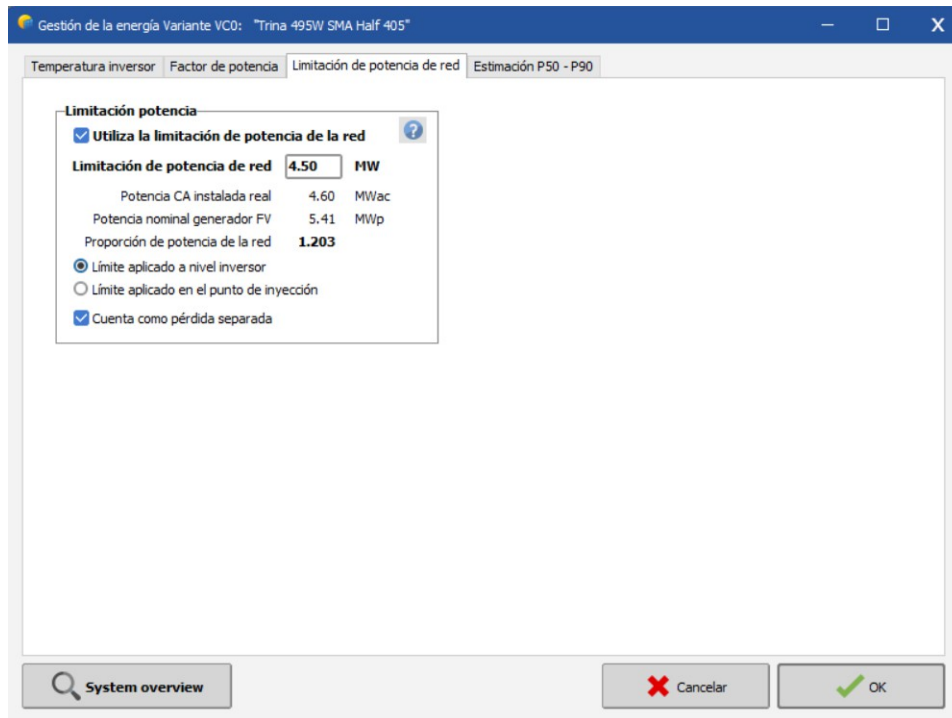 Gestión de la energía Variante VC0: "Trina 495W SMA Half 405"
Temperatura inversor Factor de potencia Limitación de potencia de red Estimación P50 - P90
Limitación potencia
Utiliza la limitación de potencia de la red ?
Limitación de potencia de red 4.50 MW
Potencia CA instalada real 4.60 MWac
Potencia nominal generador FV 5.41 MWp
Proporción de potencia de la red 1.203
Límite aplicado a nivel inversor
Límite aplicado en el punto de inyección
Cuenta como pérdida separada
System overview Cancelar OK